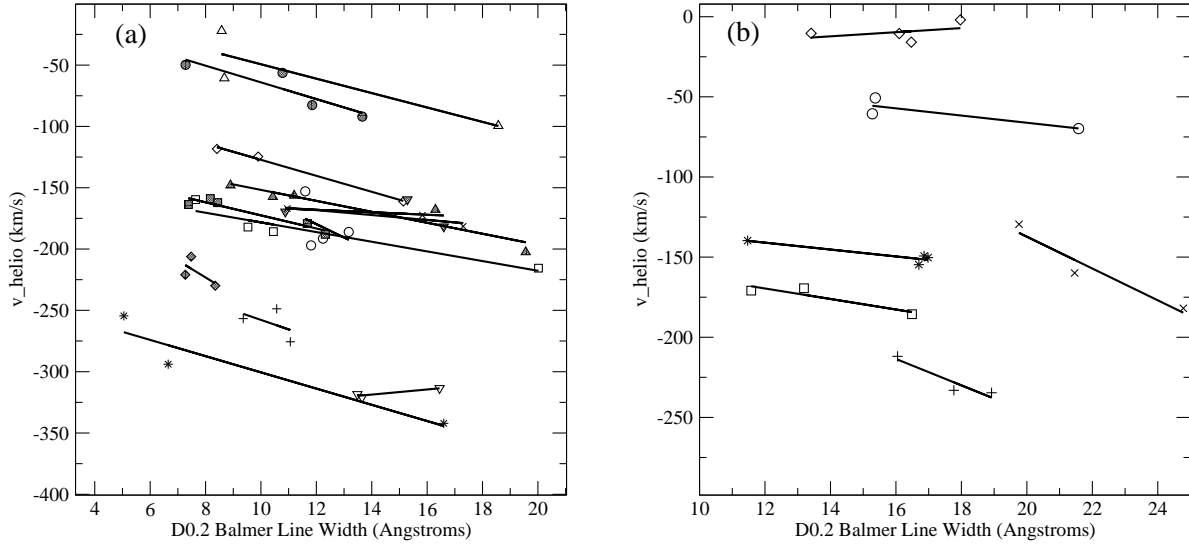 (a)
v_helio (km/s)
-50
-100
-150
-200
-250
-300
-350
-400
4 6 8 10 12 14 16 18 20
D0.2 Balmer Line Width (Angstroms)
(b)
v_helio (km/s)
0
-50
-100
-150
-200
-250
10 12 14 16 18 20 22 24
D0.2 Balmer Line Width (Angstroms)